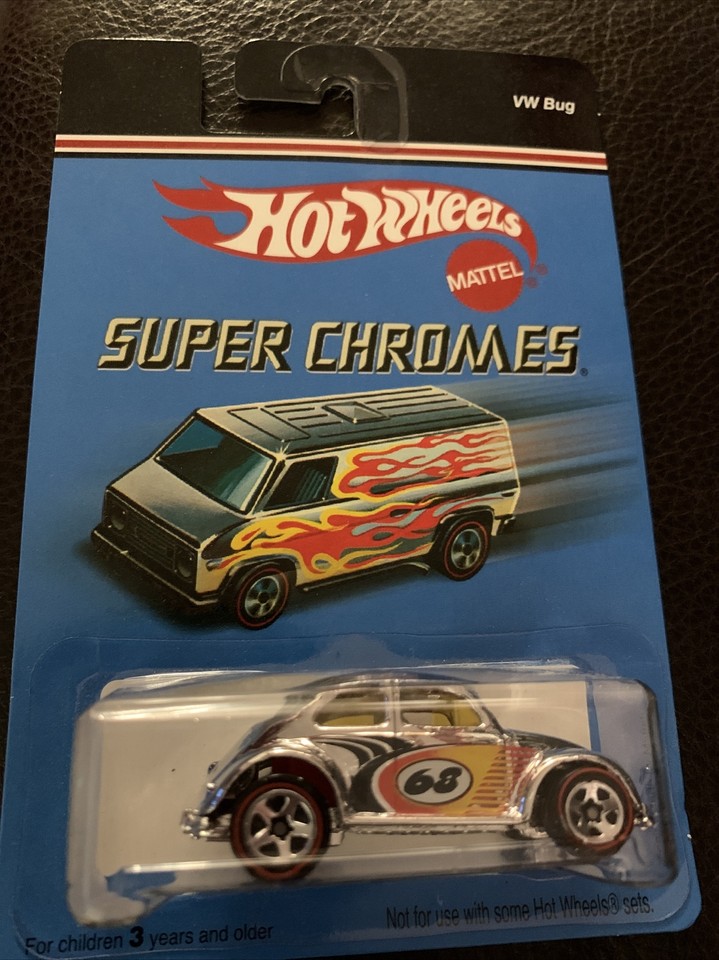 VW Bug
Hot Wheels
MATTEL
SUPER CHROMES®
68
Not for use with some Hot Wheels® sets.
For children 3 years and older